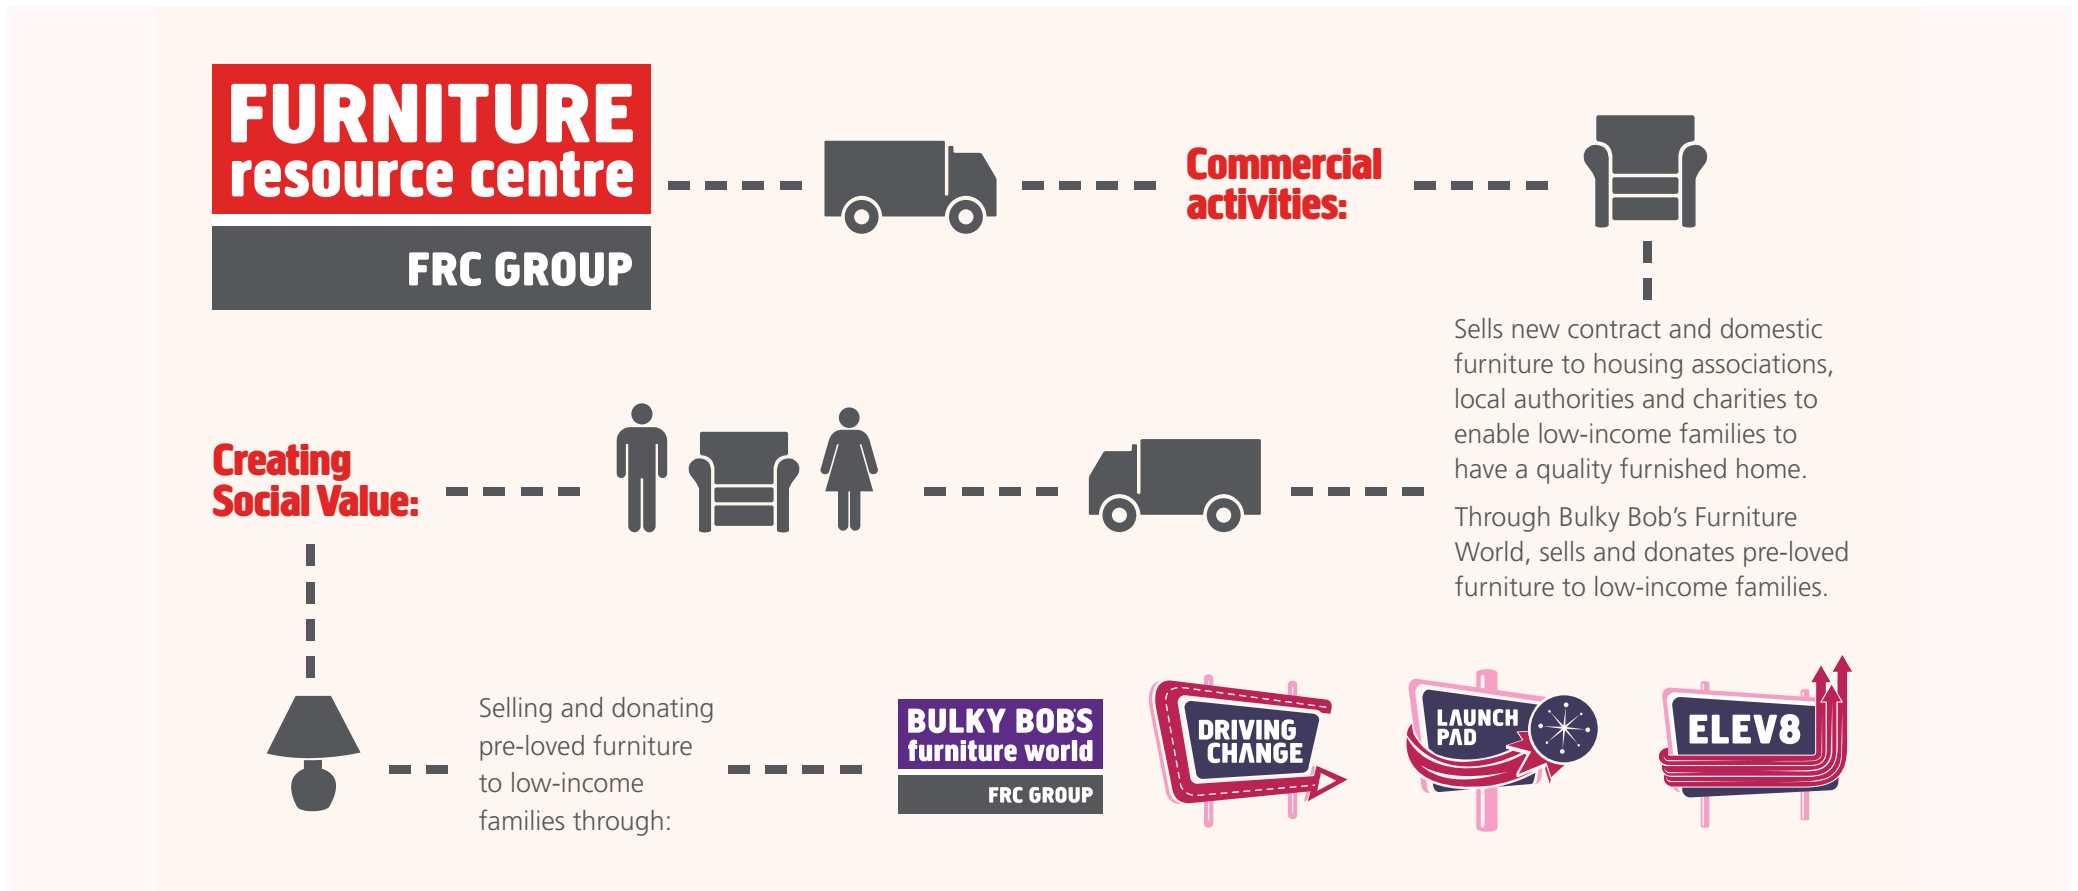 FURNITURE
resource centre
FRC GROUP
Commercial
activities:
Sells new contract and domestic
furniture to housing associations,
local authorities and charities to
enable low-income families to
have a quality furnished home.
Through Bulky Bob’s Furniture
World, sells and donates pre-loved
furniture to low-income families.
Creating
Social Value:
Selling and donating
pre-loved furniture
to low-income
families through:
BULKY BOB'S
furniture world
FRC GROUP
DRIVING
CHANGE
LAUNCH
PAD
ELEV8